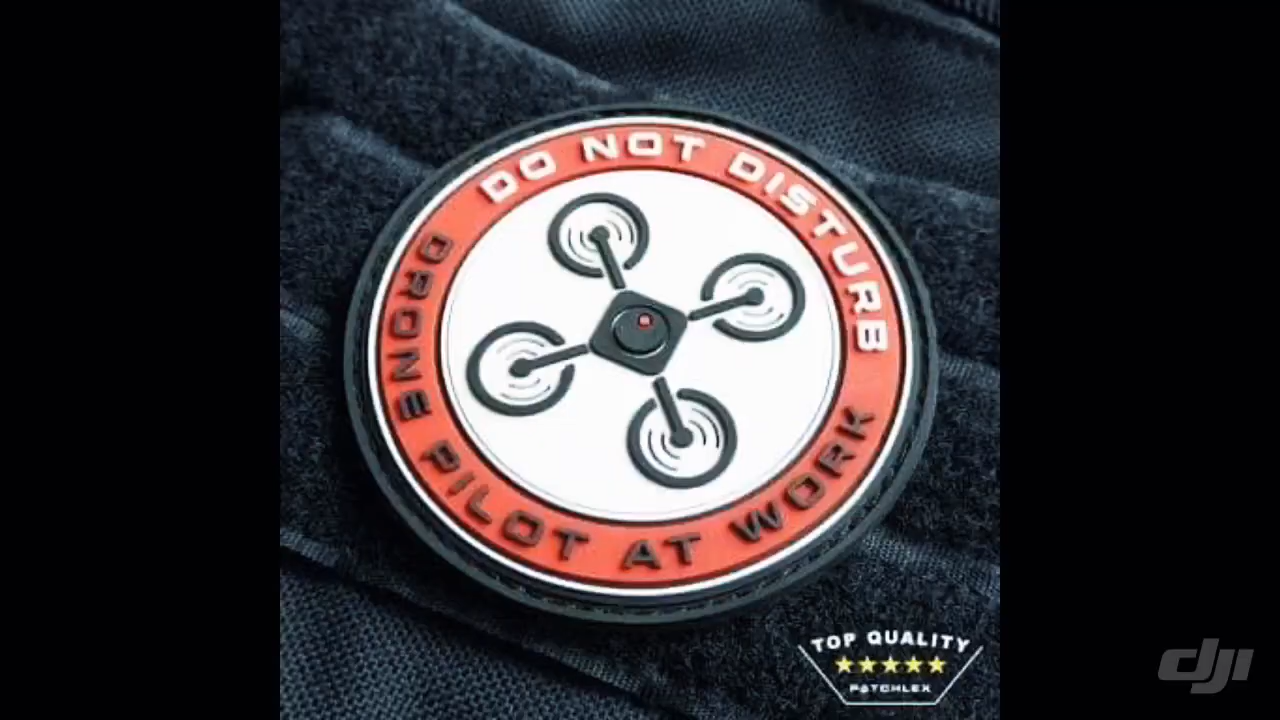 DO NOT DISTURB
DRONE PILOT AT WORK
TOP QUALITY
PATCHLEX
dji